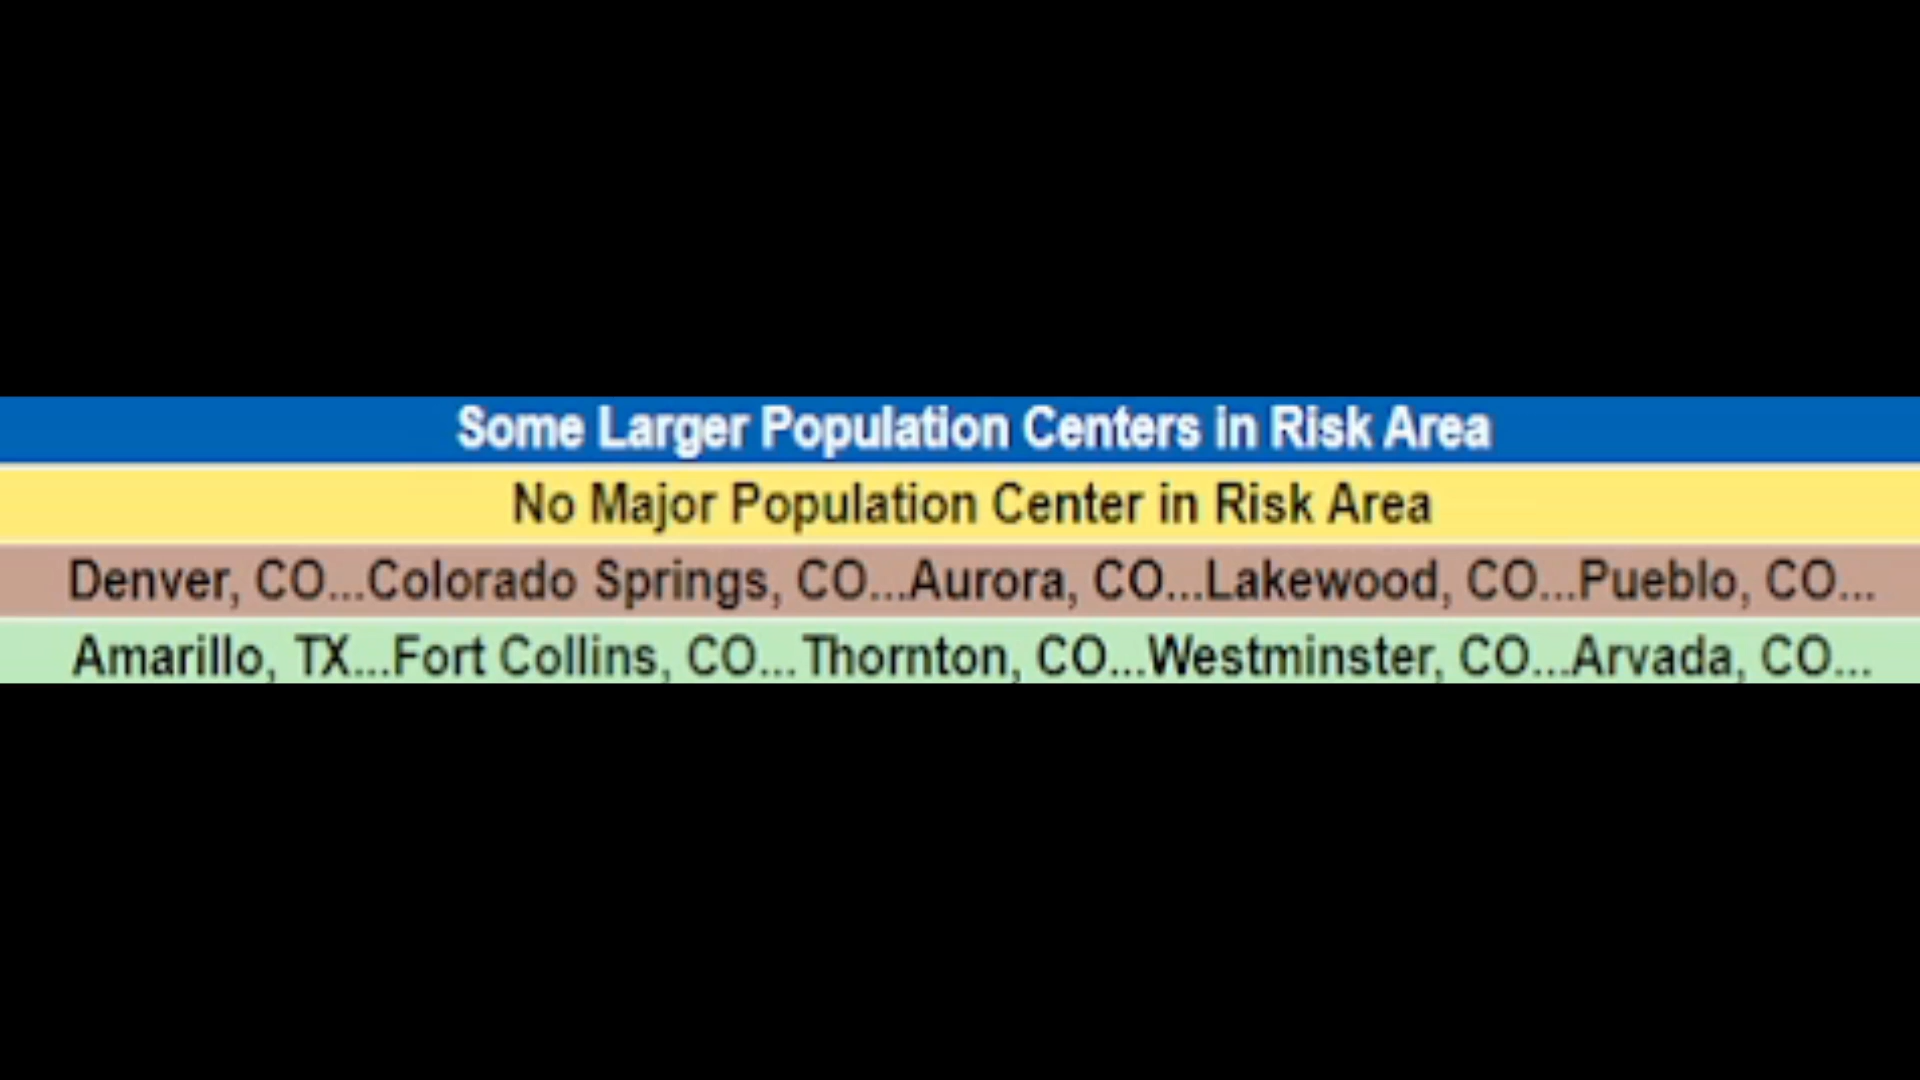 Some Larger Population Centers in Risk Area
No Major Population Center in Risk Area
Denver, CO...Colorado Springs, CO...Aurora, CO...Lakewood, CO...Pueblo, CO...
Amarillo, TX...Fort Collins, CO...Thornton, CO...Westminster, CO...Arvada, CO...